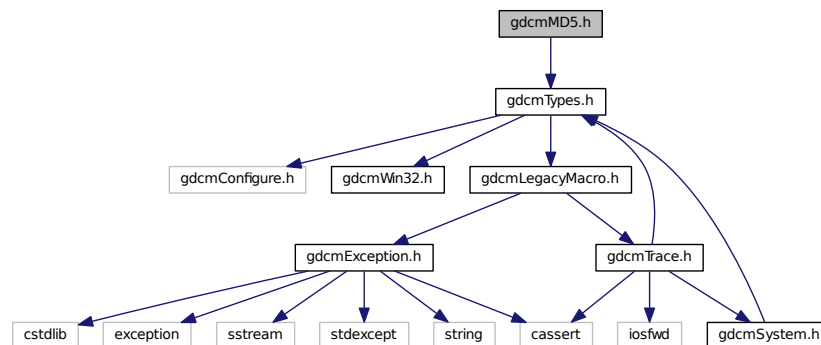 gdcmMD5.h
gdcmTypes.h
gdcmConfigure.h
gdcmWin32.h
gdcmLegacyMacro.h
gdcmException.h
gdcmTrace.h
cstdlib
exception
sstream
stdexcept
string
cassert
iosfwd
gdcmSystem.h